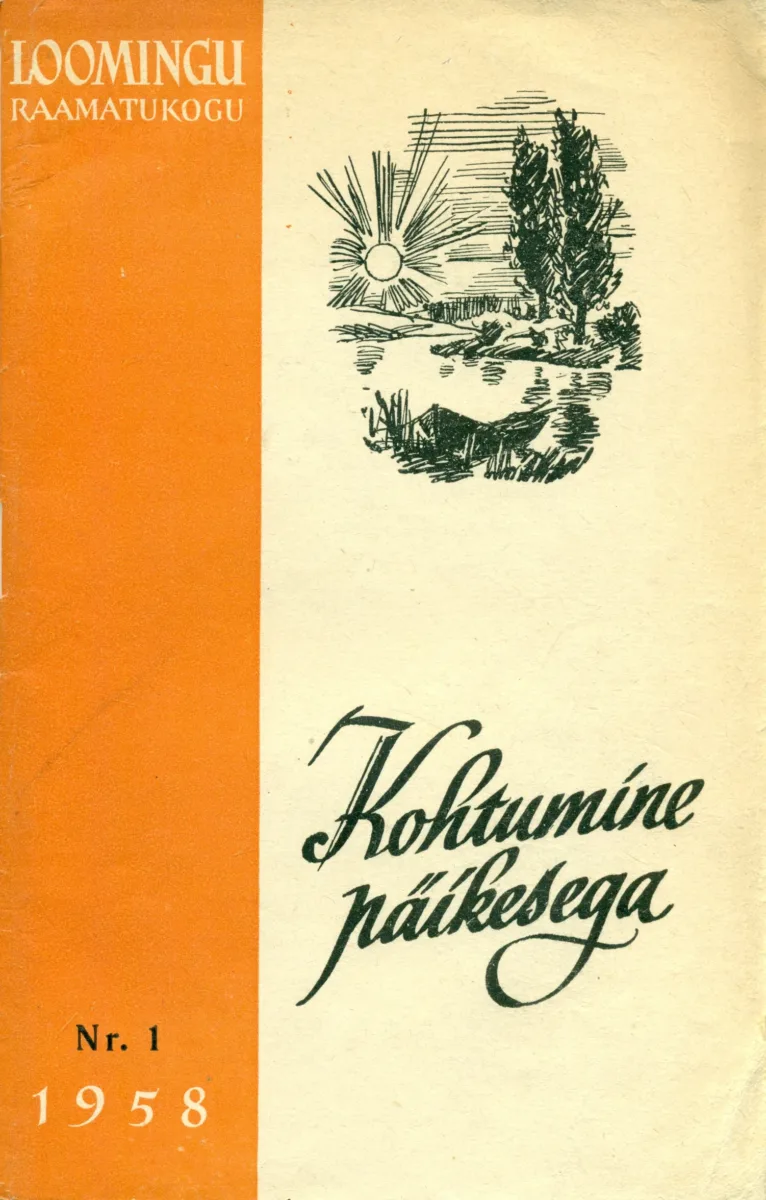 LOOMINGU
RAAMATUKOGU
Kohtumine
päikesega
Nr. 1
1958